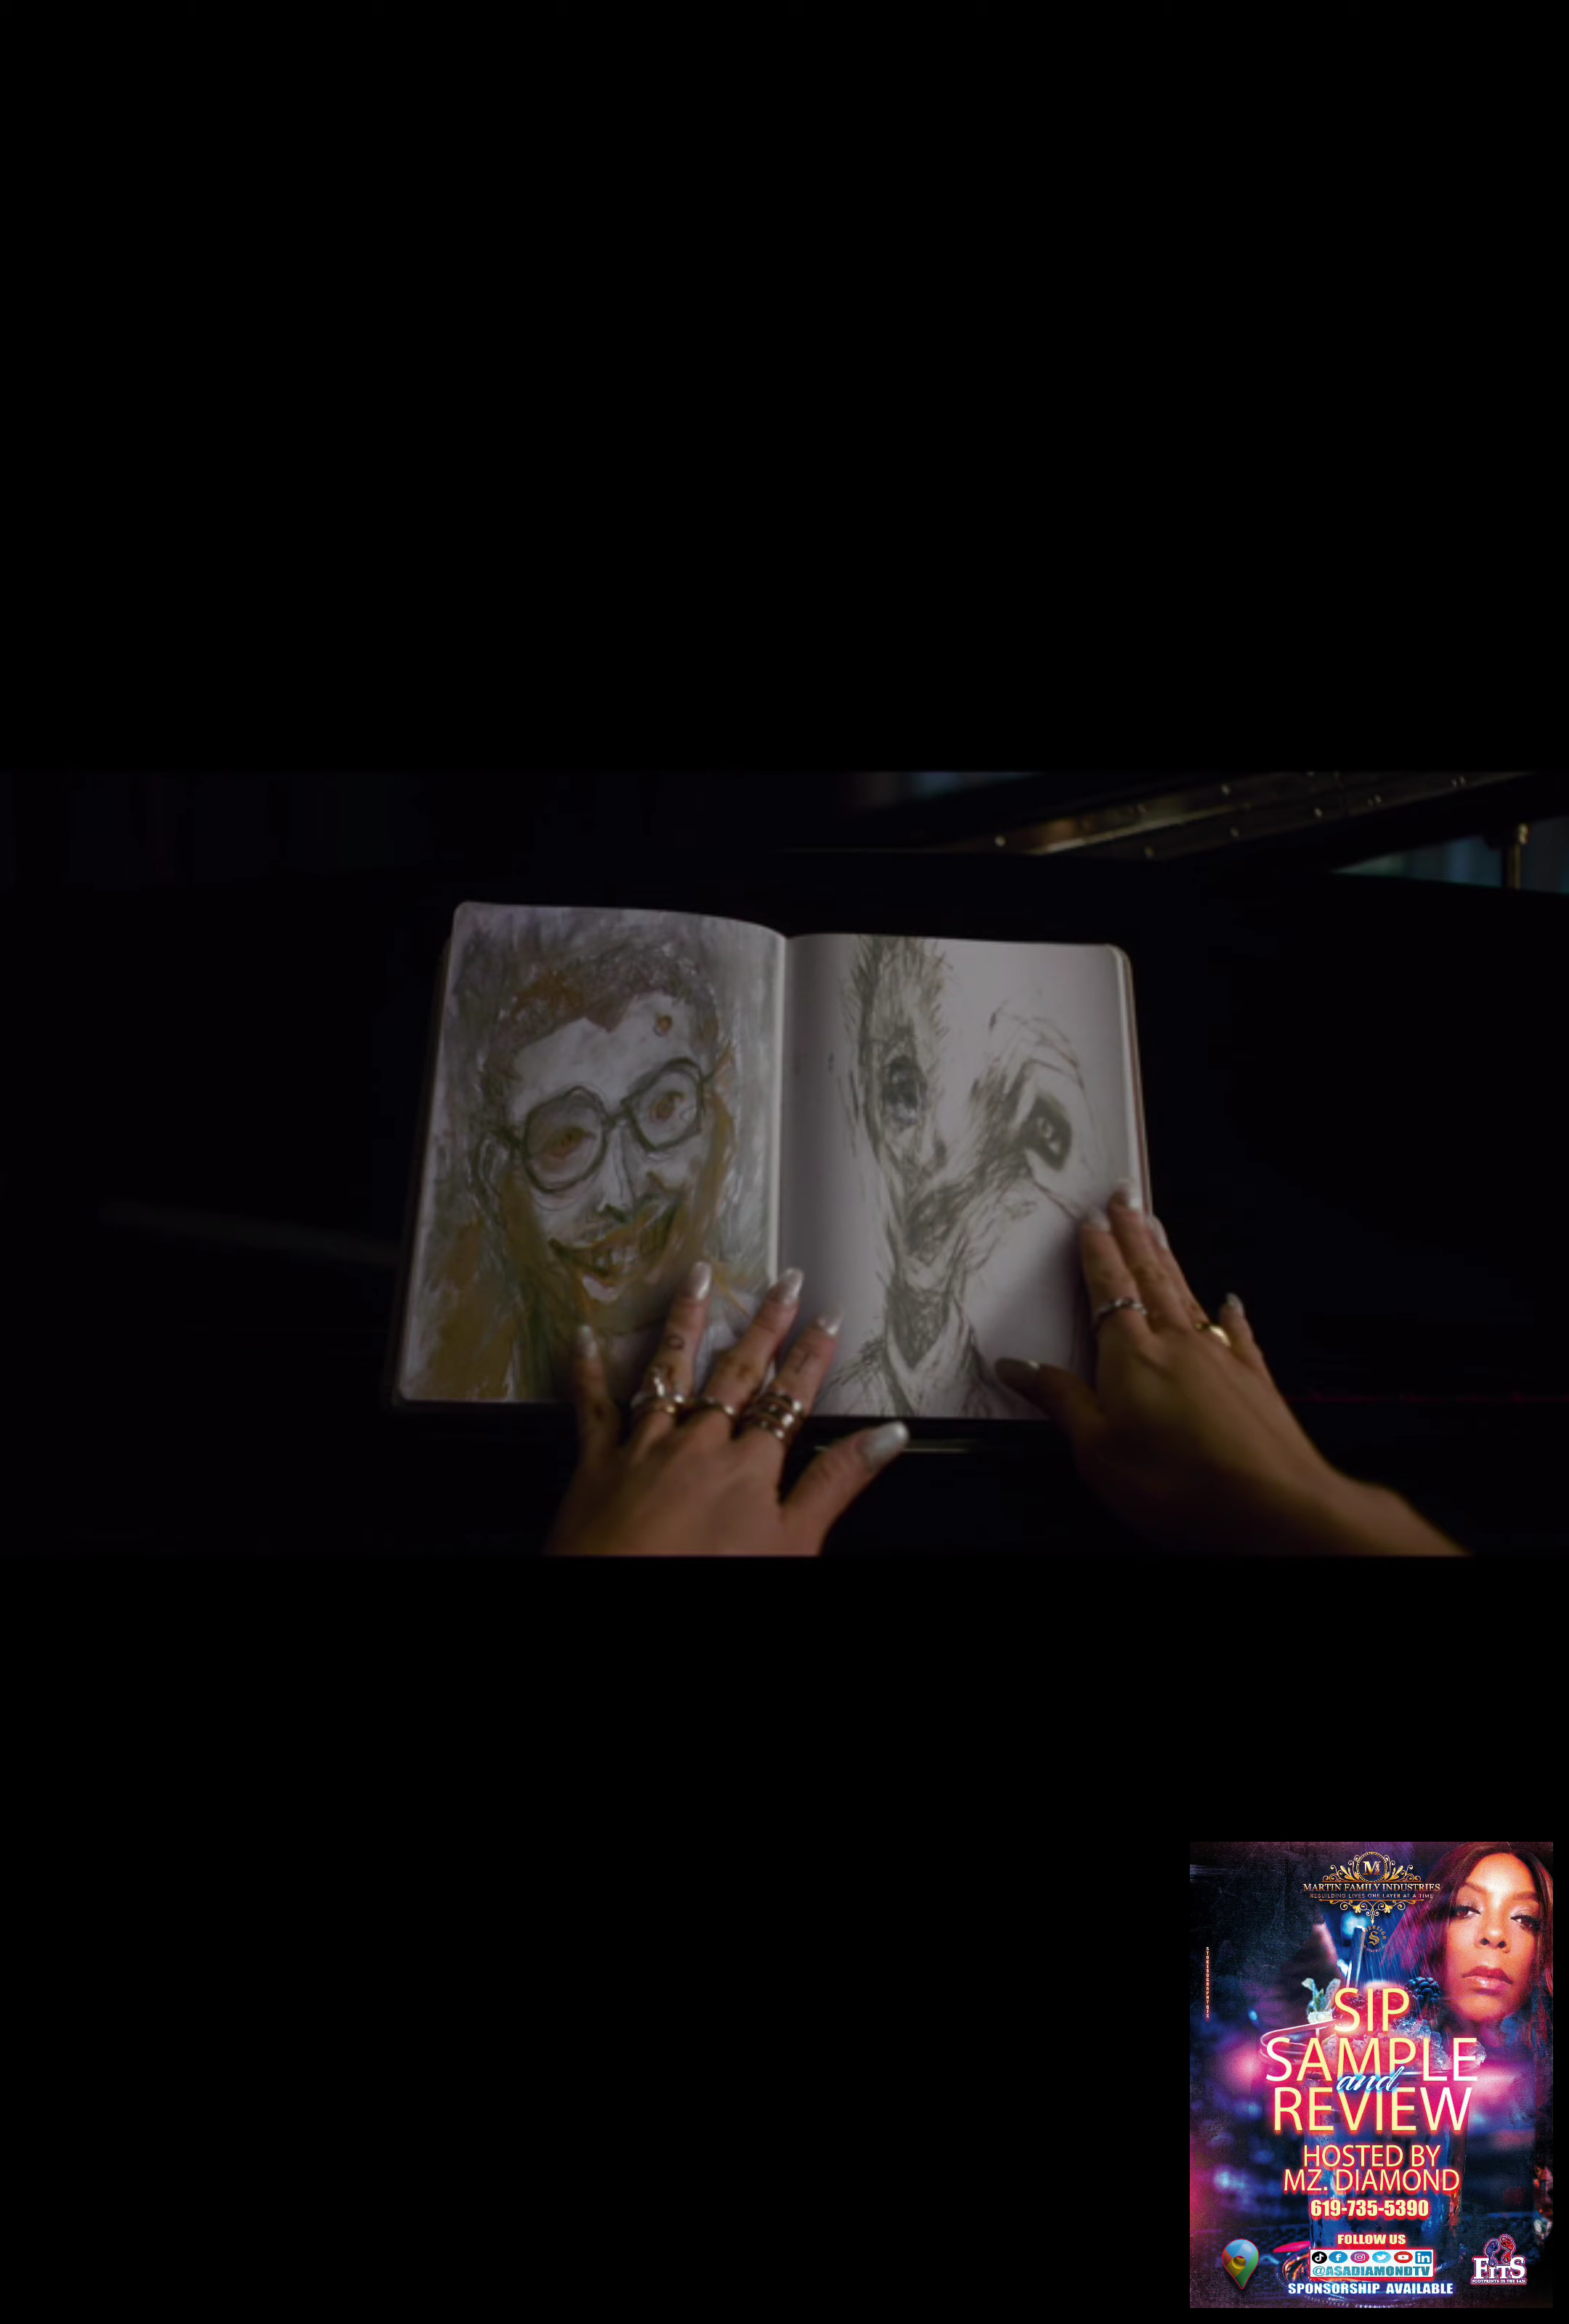 M
MARTIN FAMILY INDUSTRIES
REBUILDING LIVES ONE LAYER AT A TIME
S
SIP
SAMPLE
and
REVIEW
HOSTED BY
MZ. DIAMOND
619-735-5390
FOLLOW US
@ASADIAMONDTV
SPONSORSHIP AVAILABLE
FITS